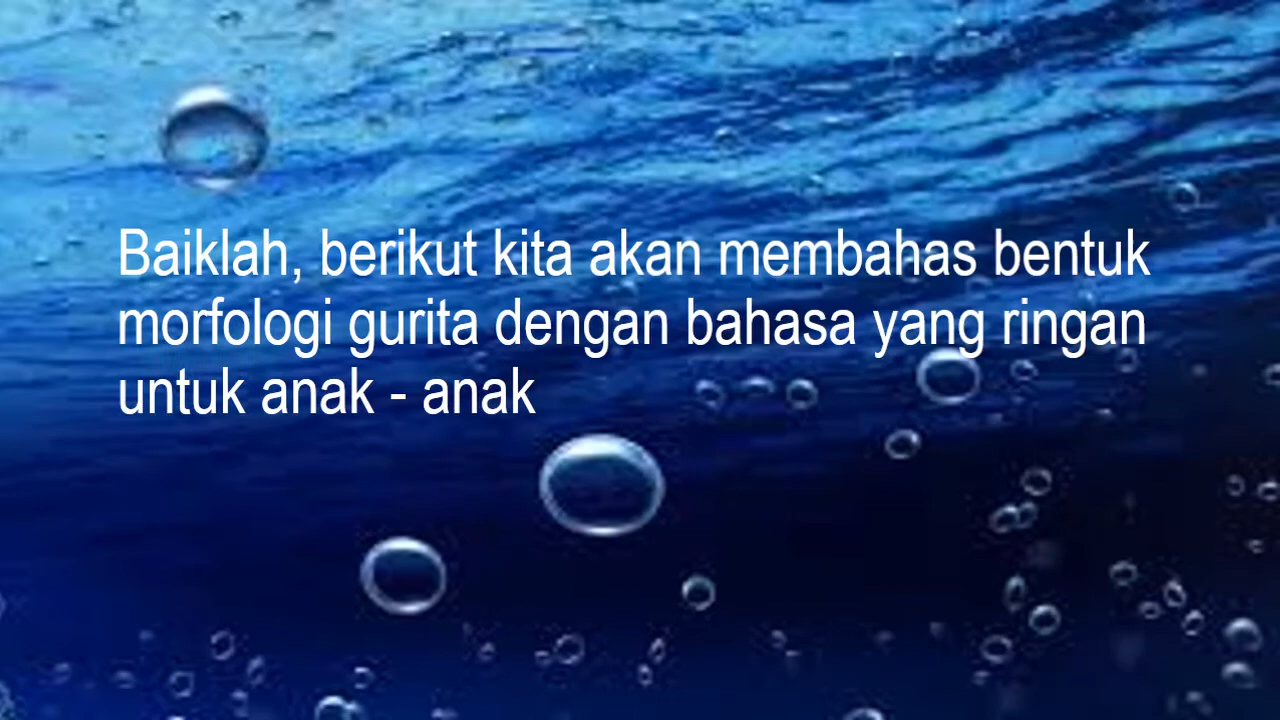 Baiklah, berikut kita akan membahas bentuk
morfologi gurita dengan bahasa yang ringan
untuk anak - anak